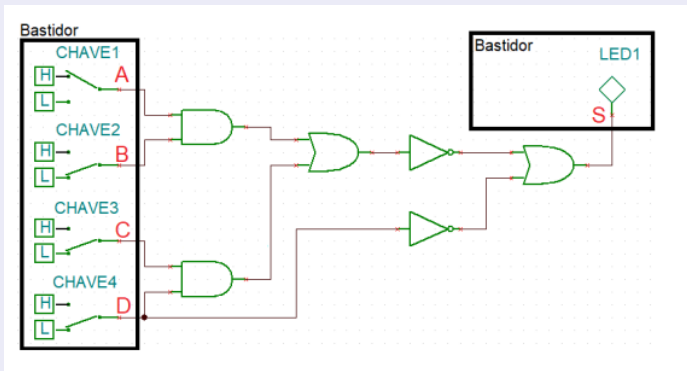 Bastidor
CHAVE1
H
A
L
CHAVE2
H
B
L
CHAVE3
H
C
L
CHAVE4
H
D
L
Bastidor
LED1
S